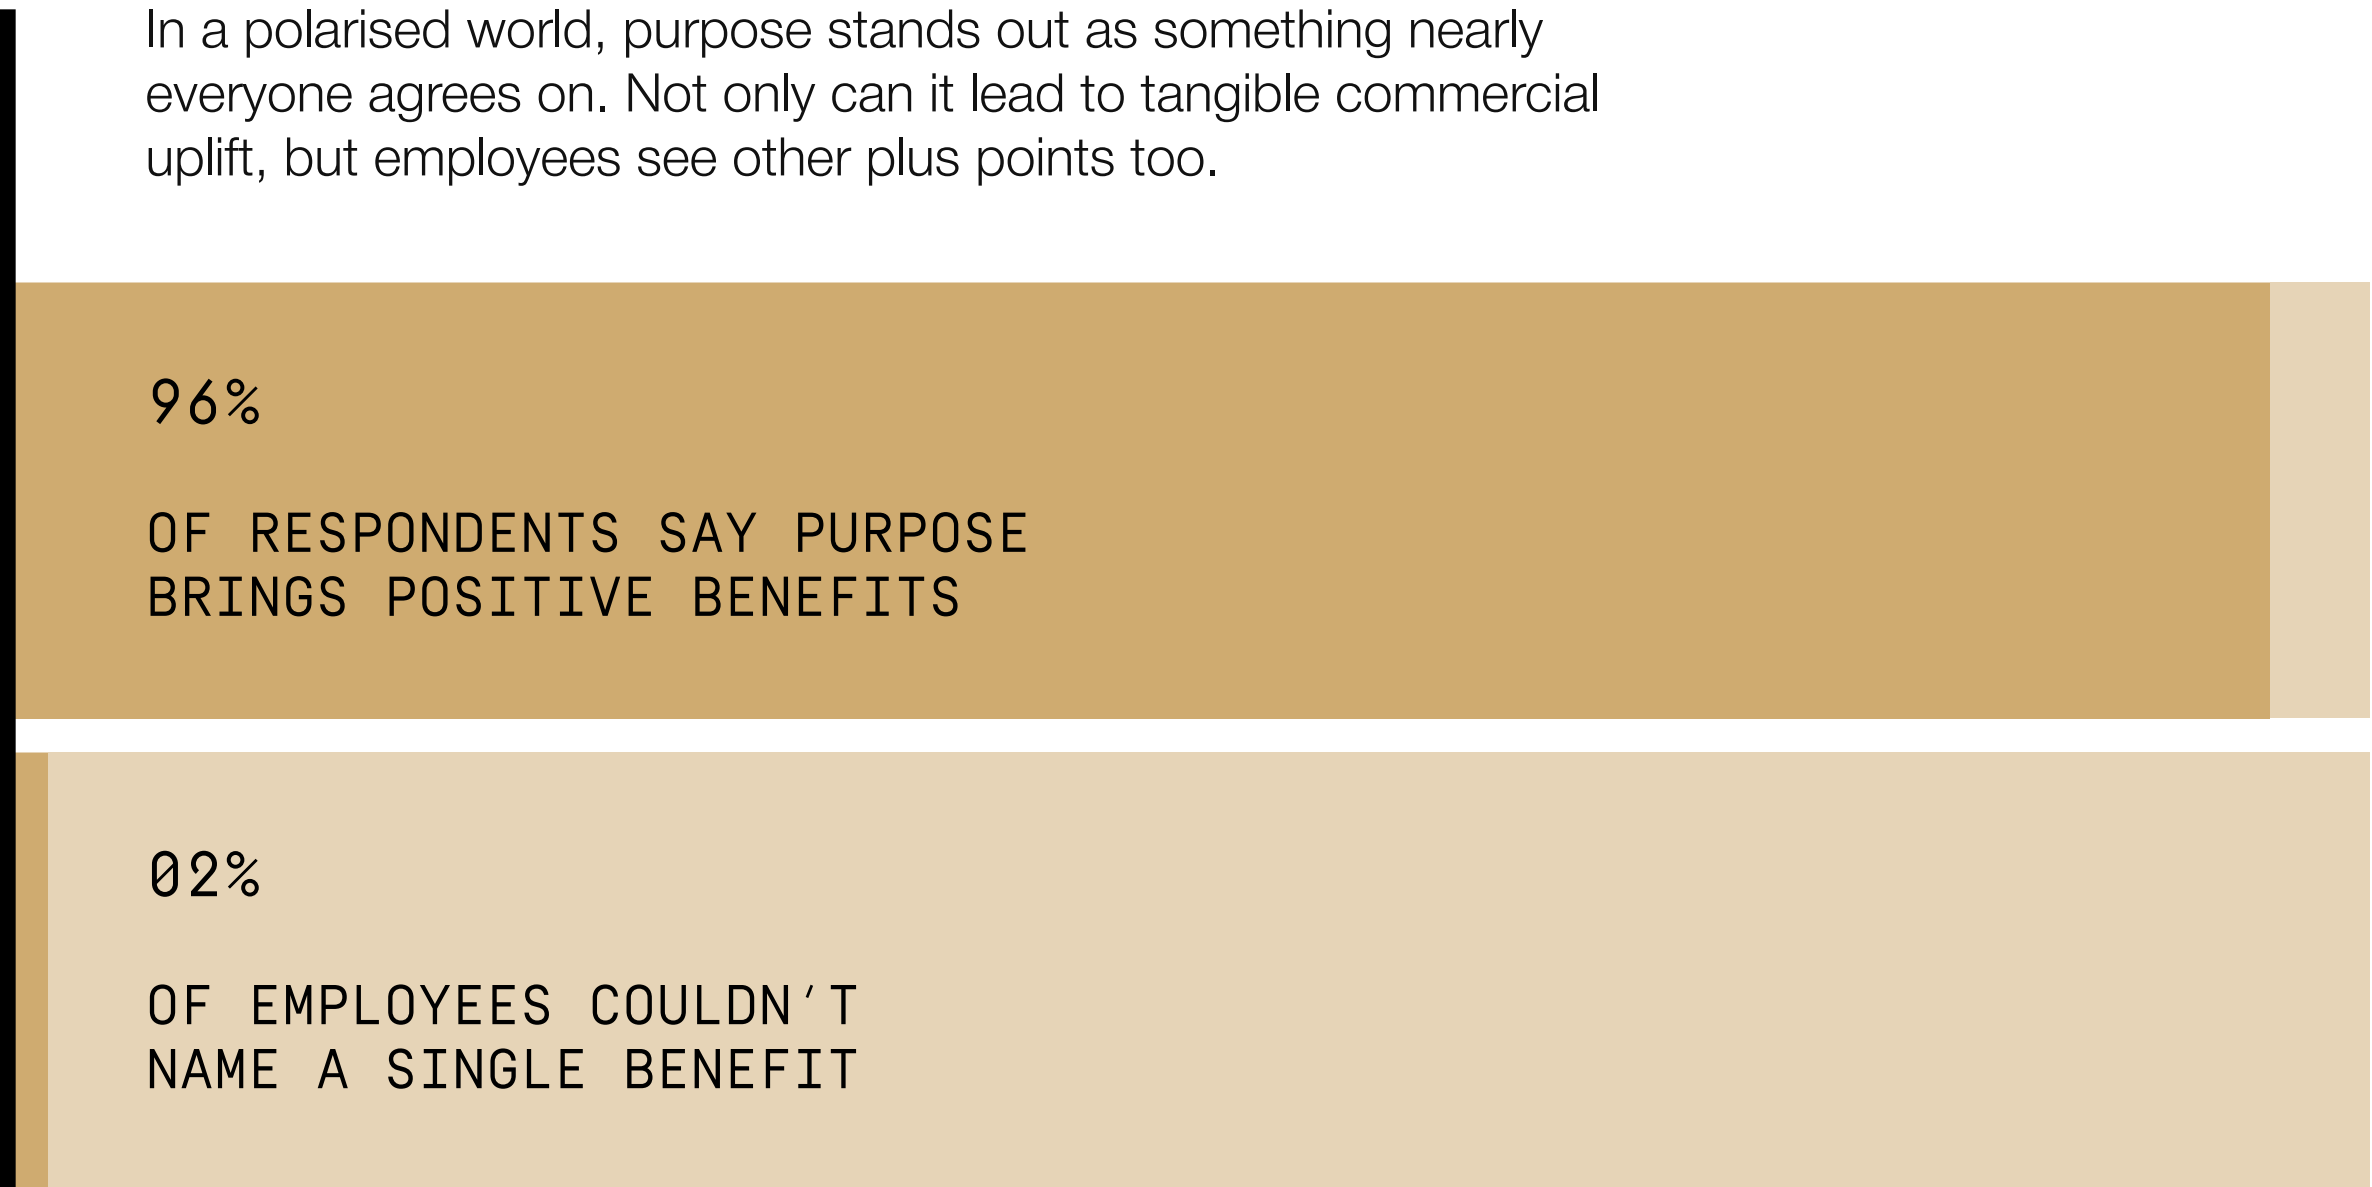 In a polarised world, purpose stands out as something nearly
everyone agrees on. Not only can it lead to tangible commercial
uplift, but employees see other plus points too.
96%
OF RESPONDENTS SAY PURPOSE
BRINGS POSITIVE BENEFITS
02%
OF EMPLOYEES COULDN'T
NAME A SINGLE BENEFIT